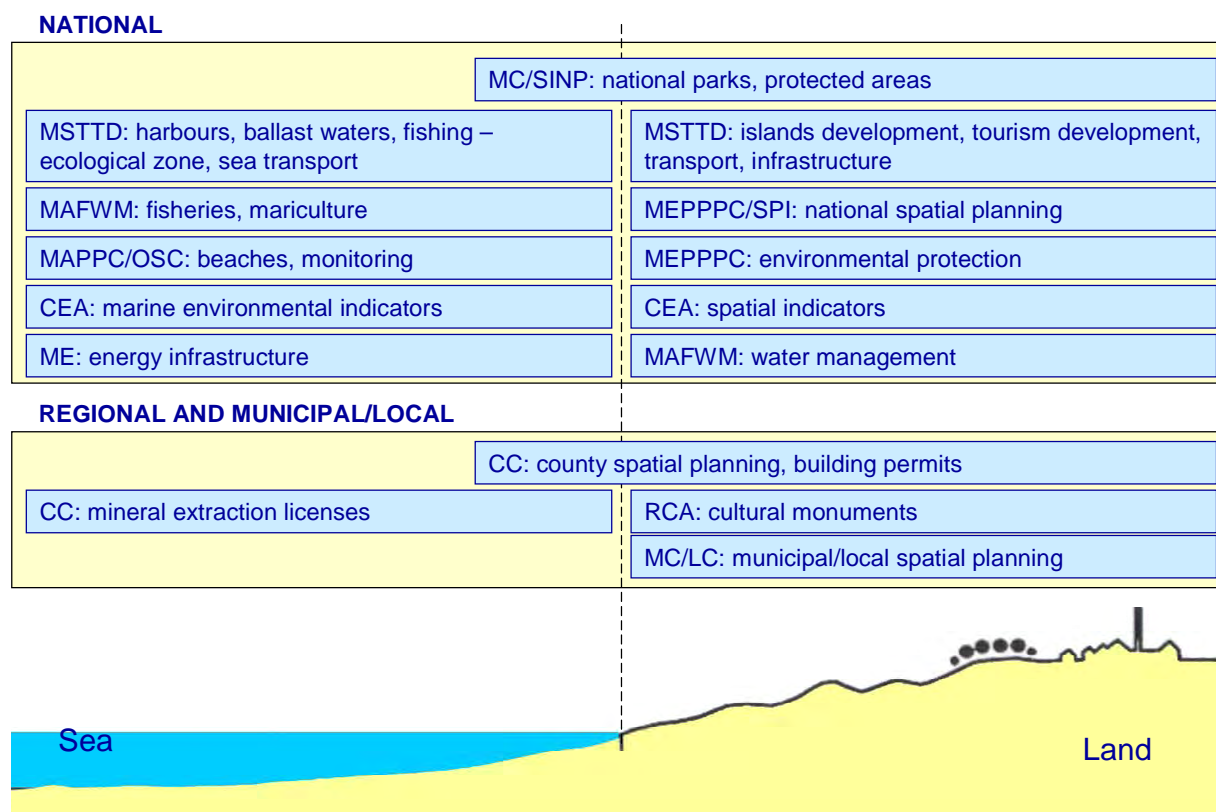 NATIONAL
MC/SINP: national parks, protected areas
MSTTD: harbours, ballast waters, fishing –
ecological zone, sea transport
MSTTD: islands development, tourism development,
transport, infrastructure
MAFWM: fisheries, mariculture
MEPPPC/SPI: national spatial planning
MAPPC/OSC: beaches, monitoring
MEPPPC: environmental protection
CEA: marine environmental indicators
CEA: spatial indicators
ME: energy infrastructure
MAFWM: water management
REGIONAL AND MUNICIPAL/LOCAL
CC: county spatial planning, building permits
CC: mineral extraction licenses
RCA: cultural monuments
MC/LC: municipal/local spatial planning
Sea
Land